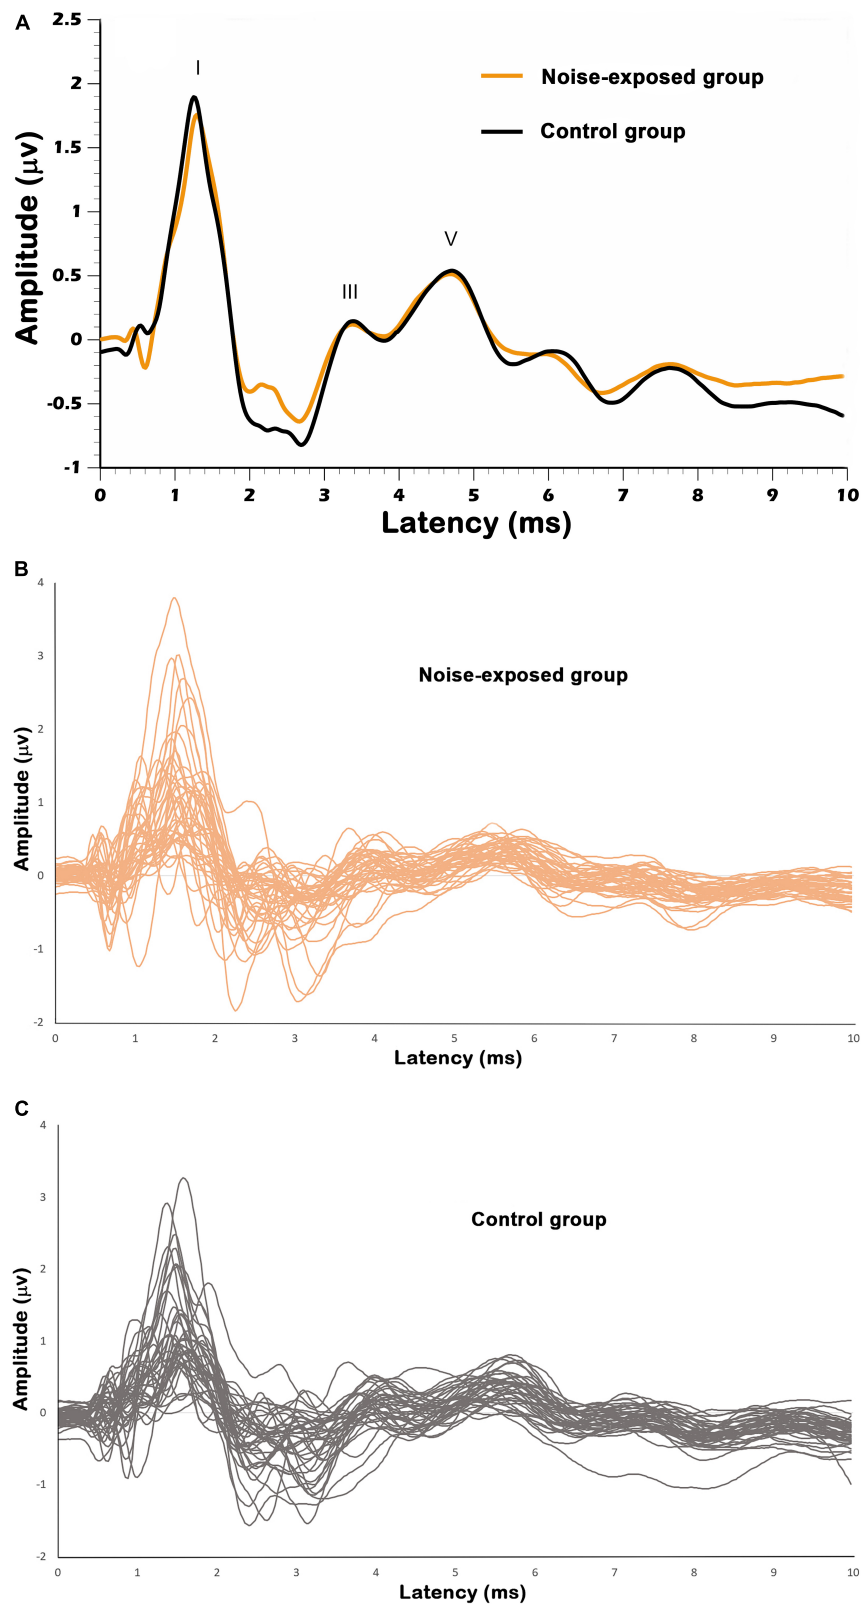 A
2.5
2
1.5
1
0.5
0
-0.5
-1
Amplitude (μv)
I
III
V
Noise-exposed group
Control group
0 1 2 3 4 5 6 7 8 9 10
Latency (ms)
B
4
3
2
1
0
-1
-2
Amplitude (μv)
Noise-exposed group
0 1 2 3 4 5 6 7 8 9 10
Latency (ms)
C
4
3
2
1
0
-1
-2
Amplitude (μv)
Control group
0 1 2 3 4 5 6 7 8 9 10
Latency (ms)